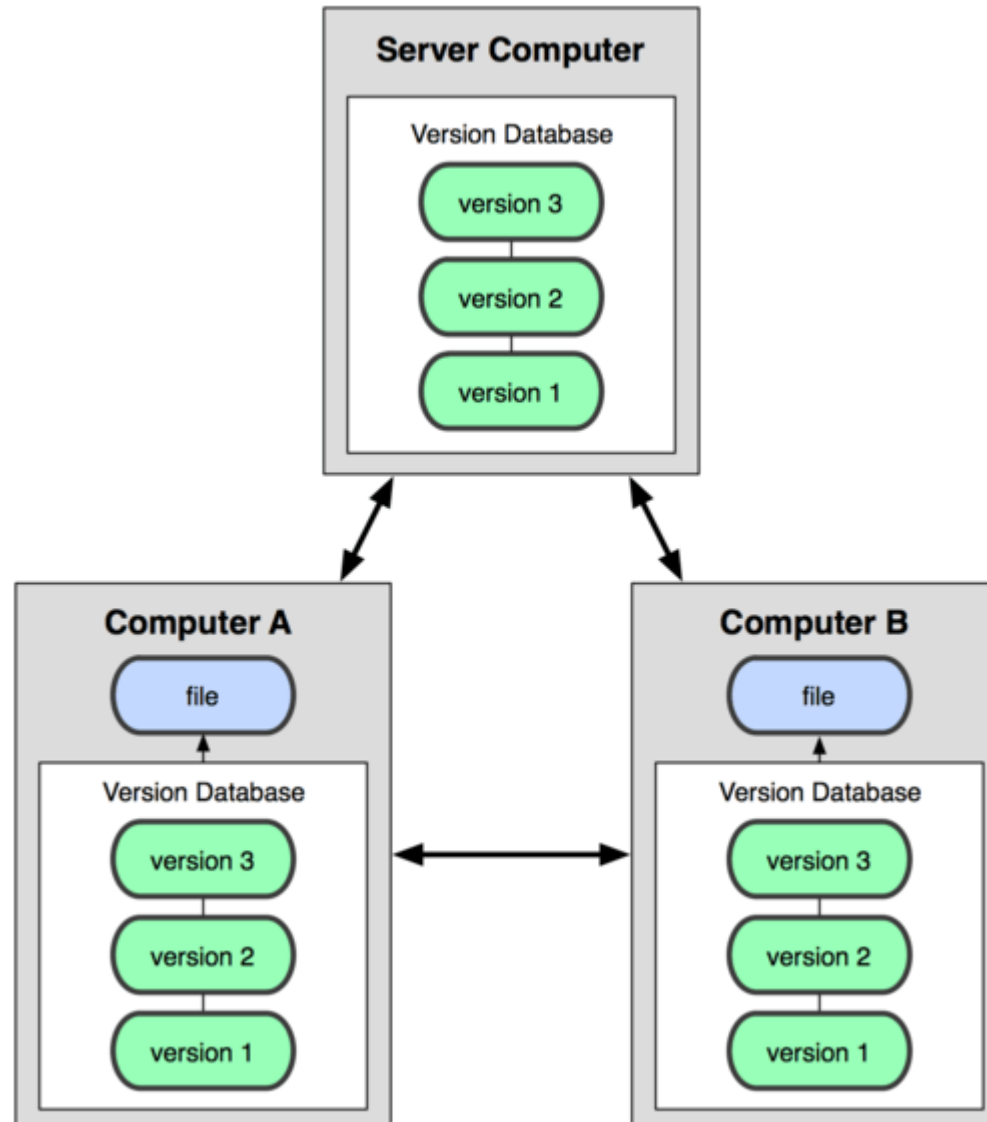 Server Computer
Version Database
version 3
version 2
version 1
Computer A
file
Version Database
version 3
version 2
version 1
Computer B
file
Version Database
version 3
version 2
version 1